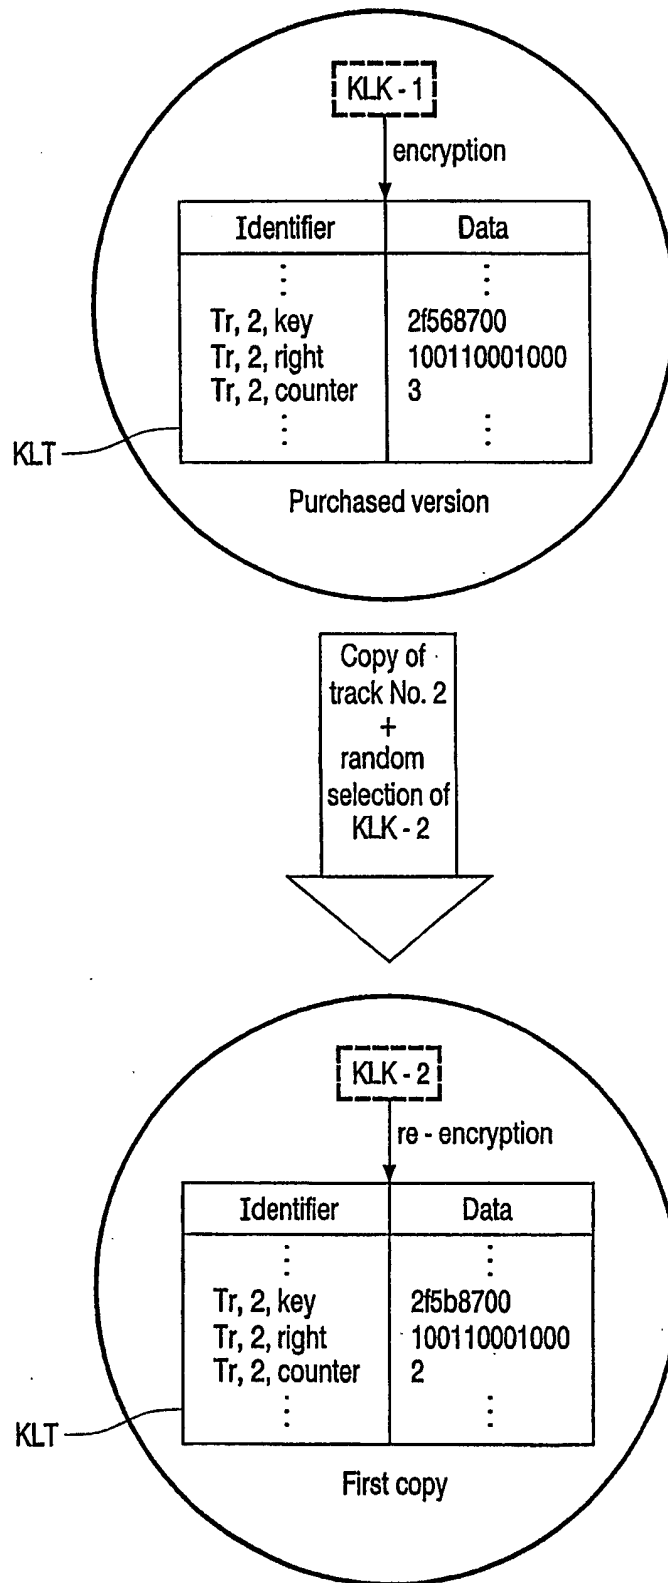 KLK - 1
encryption
Identifier Data
⋮ ⋮
Tr, 2, key 2f568700
Tr, 2, right 100110001000
Tr, 2, counter 3
⋮ ⋮
KLT
Purchased version
Copy of
track No. 2
+
random
selection of
KLK - 2
KLK - 2
re - encryption
Identifier Data
⋮ ⋮
Tr, 2, key 2f5b8700
Tr, 2, right 100110001000
Tr, 2, counter 2
⋮ ⋮
KLT
First copy